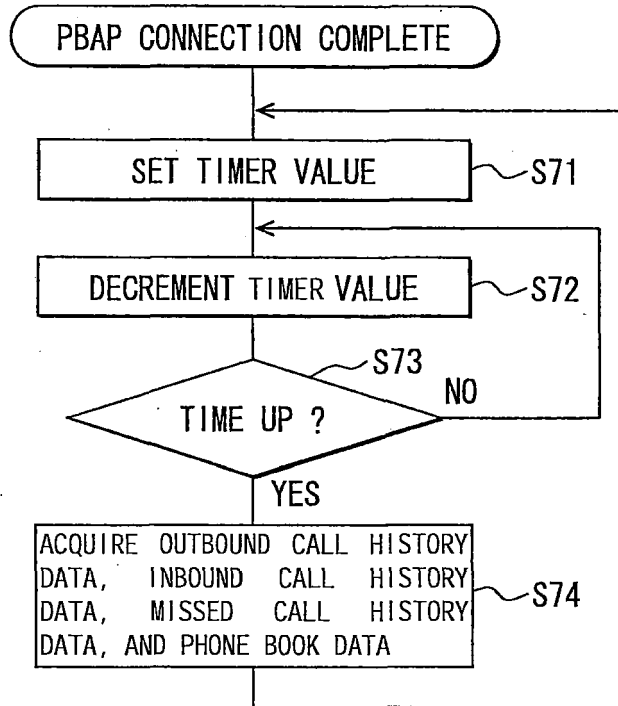 PBAP CONNECTION COMPLETE
SET TIMER VALUE
S71
DECREMENT TIMER VALUE
S72
S73
TIME UP ?
NO
YES
ACQUIRE OUTBOUND CALL HISTORY
DATA, INBOUND CALL HISTORY
DATA, MISSED CALL HISTORY
DATA, AND PHONE BOOK DATA
S74